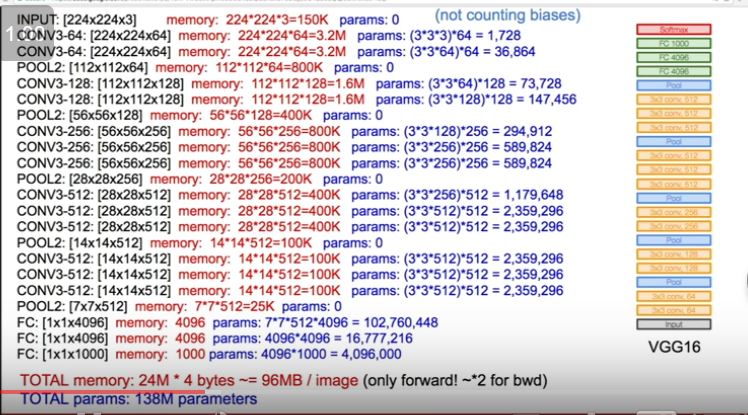 INPUT: [224x224x3] memory: 224*224*3=150K params: 0 (not counting biases)
CONV3-64: [224x224x64] memory: 224*224*64=3.2M params: (3*3*3)*64 = 1,728
CONV3-64: [224x224x64] memory: 224*224*64=3.2M params: (3*3*64)*64 = 36,864
POOL2: [112x112x64] memory: 112*112*64=800K params: 0
CONV3-128: [112x112x128] memory: 112*112*128=1.6M params: (3*3*64)*128 = 73,728
CONV3-128: [112x112x128] memory: 112*112*128=1.6M params: (3*3*128)*128 = 147,456
POOL2: [56x56x128] memory: 56*56*128=400K params: 0
CONV3-256: [56x56x256] memory: 56*56*256=800K params: (3*3*128)*256 = 294,912
CONV3-256: [56x56x256] memory: 56*56*256=800K params: (3*3*256)*256 = 589,824
CONV3-256: [56x56x256] memory: 56*56*256=800K params: (3*3*256)*256 = 589,824
POOL2: [28x28x256] memory: 28*28*256=200K params: 0
CONV3-512: [28x28x512] memory: 28*28*512=400K params: (3*3*256)*512 = 1,179,648
CONV3-512: [28x28x512] memory: 28*28*512=400K params: (3*3*512)*512 = 2,359,296
CONV3-512: [28x28x512] memory: 28*28*512=400K params: (3*3*512)*512 = 2,359,296
POOL2: [14x14x512] memory: 14*14*512=100K params: 0
CONV3-512: [14x14x512] memory: 14*14*512=100K params: (3*3*512)*512 = 2,359,296
CONV3-512: [14x14x512] memory: 14*14*512=100K params: (3*3*512)*512 = 2,359,296
CONV3-512: [14x14x512] memory: 14*14*512=100K params: (3*3*512)*512 = 2,359,296
POOL2: [7x7x512] memory: 7*7*512=25K params: 0
FC: [1x1x4096] memory: 4096 params: 7*7*512*4096 = 102,760,448
FC: [1x1x4096] memory: 4096 params: 4096*4096 = 16,777,216
FC: [1x1x1000] memory: 1000 params: 4096*1000 = 4,096,000
TOTAL memory: 24M * 4 bytes ~= 96MB / image (only forward! ~*2 for bwd)
TOTAL params: 138M parameters
Softmax
FC 1000
FC 4096
FC 4096
Pool
3x3 conv, 512
3x3 conv, 512
3x3 conv, 512
Pool
3x3 conv, 512
3x3 conv, 512
3x3 conv, 512
Pool
3x3 conv, 256
3x3 conv, 256
Pool
3x3 conv, 128
3x3 conv, 128
Pool
3x3 conv, 64
3x3 conv, 64
Input
VGG16